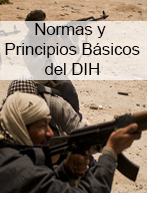 Normas y
Principios Básicos
del DIH